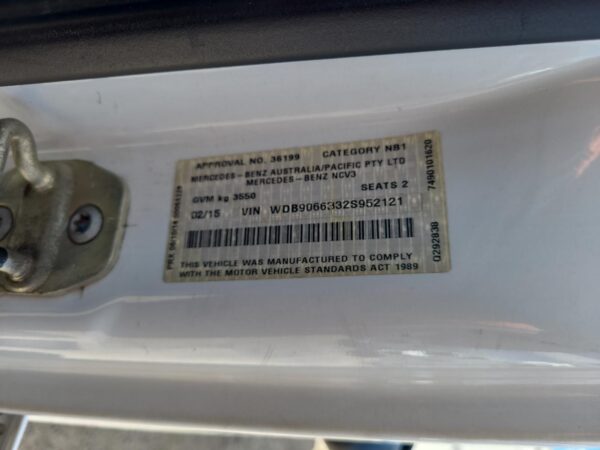 APPROVAL NO. 36199 CATEGORY NB1
MERCEDES-BENZ AUSTRALIA/PACIFIC PTY LTD
MERCEDES-BENZ NCV3
GVM kg 3550 SEATS 2
02/15 VIN WDB9066332S952121
THIS VEHICLE WAS MANUFACTURED TO COMPLY
WITH THE MOTOR VEHICLE STANDARDS ACT 1989
7490101620
0292838